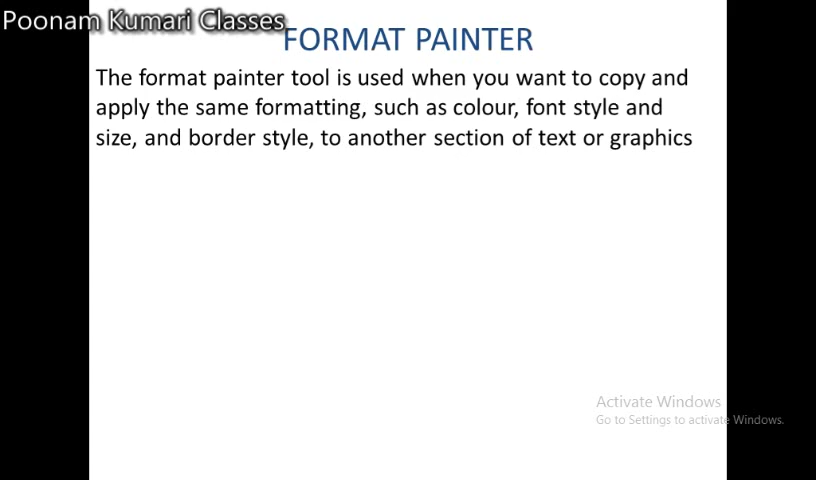 Poonam Kumari Classes
FORMAT PAINTER
The format painter tool is used when you want to copy and
apply the same formatting, such as colour, font style and
size, and border style, to another section of text or graphics
Activate Windows
Go to Settings to activate Windows.